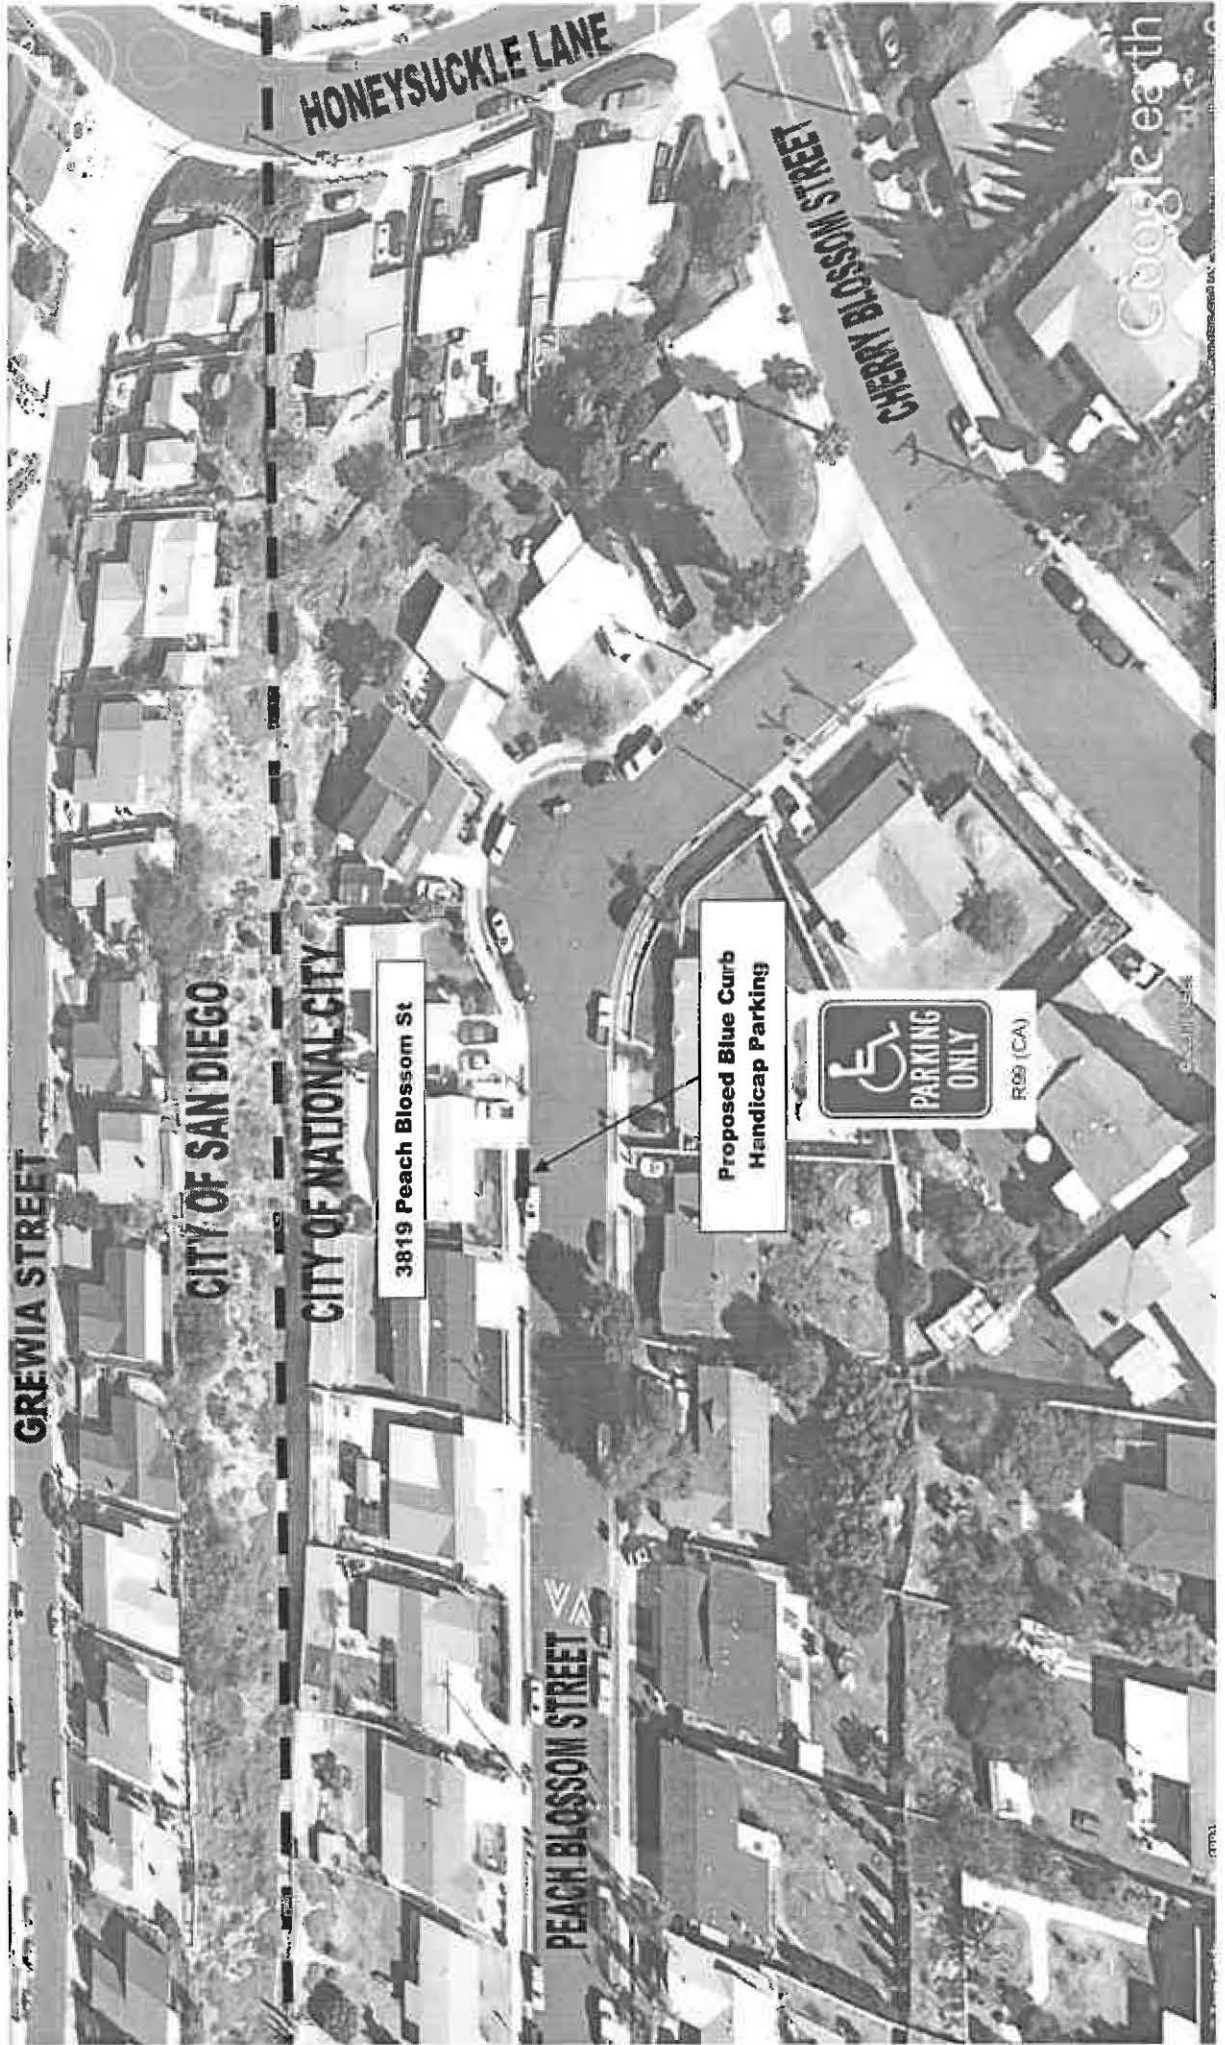 GREWIA STREET
CITY OF SAN DIEGO
CITY OF NATIONAL CITY
HONEYSUCKLE LANE
3819 Peach Blossom St
PEACH BLOSSOM STREET
Proposed Blue Curb
Handicap Parking
CHERRY BLOSSOM STREET
PARKING
ONLY
R99 (CA)
Google earth